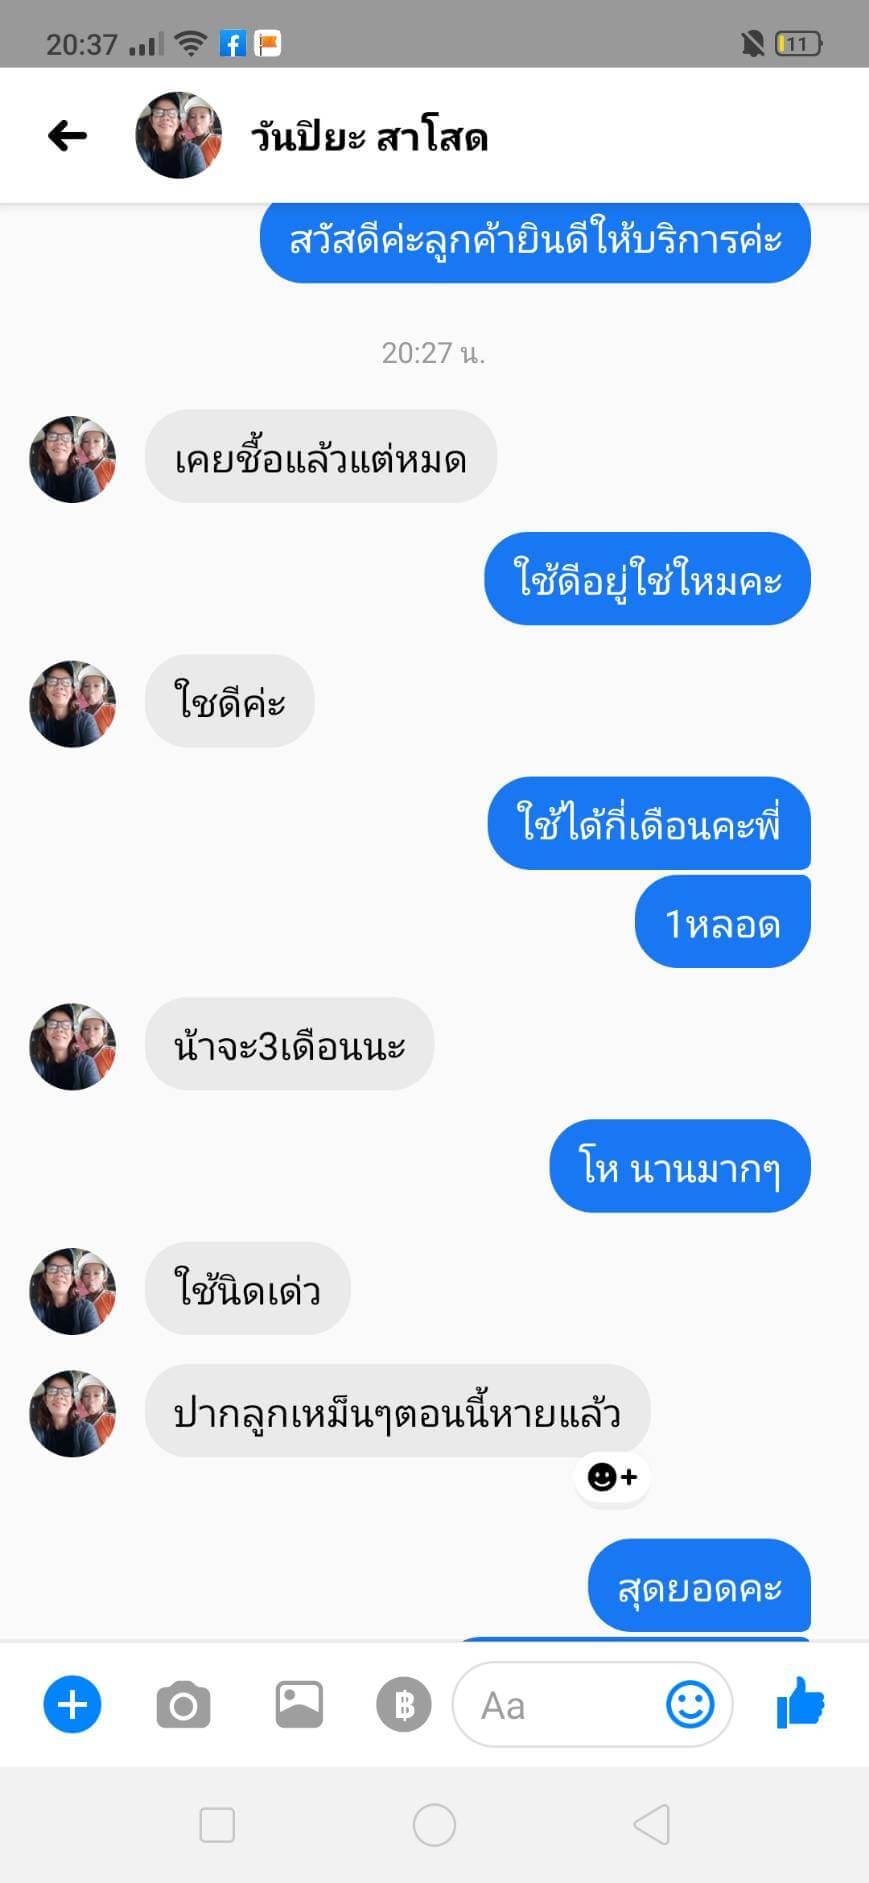 20:37
11
วันปิยะ สาโสด
สวัสดีค่ะลูกค้ายินดีให้บริการค่ะ
20:27 น.
เคยชื้อแล้วแต่หมด
ใช้ดีอยู่ใช่ใหมคะ
ใชดีค่ะ
ใช้ได้กี่เดือนคะพี่
1หลอด
น้าจะ3เดือนนะ
โห นานมากๆ
ใช้นิดเด่ว
ปากลูกเหม็นๆตอนนี้หายแล้ว
สุดยอดคะ
Aa